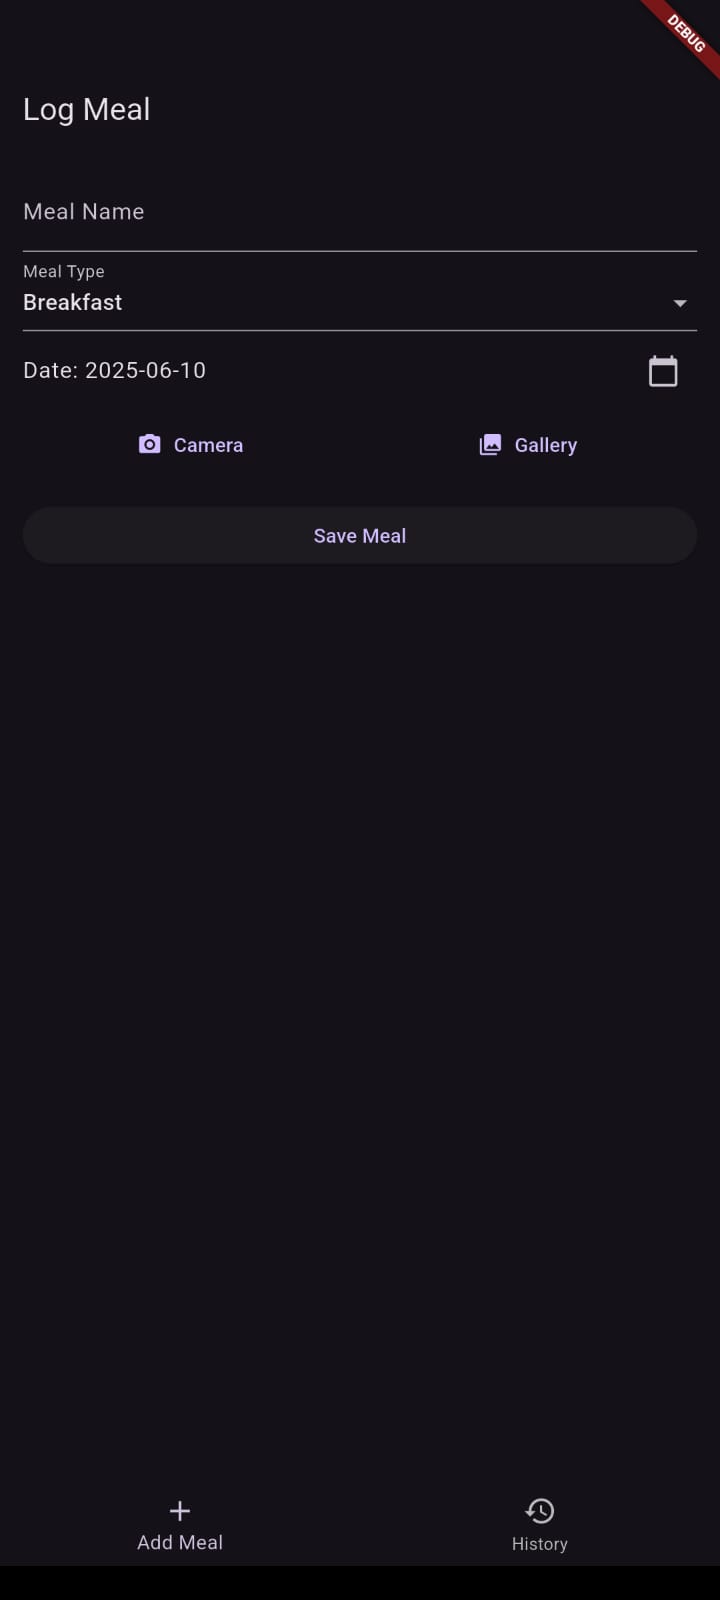 DEBUG
Log Meal
Meal Name
Meal Type
Breakfast
Date: 2025-06-10
Camera Gallery
Save Meal
Add Meal History